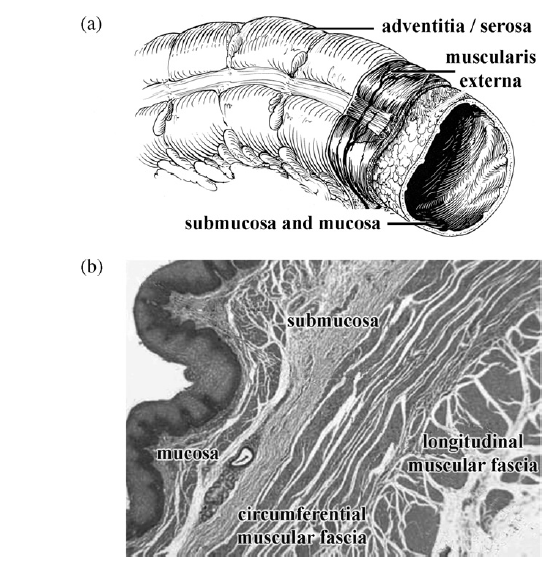 (a)
adventitia / serosa
muscularis
externa
submucosa and mucosa
(b)
submucosa
mucosa
longitudinal
muscular fascia
circumferential
muscular fascia